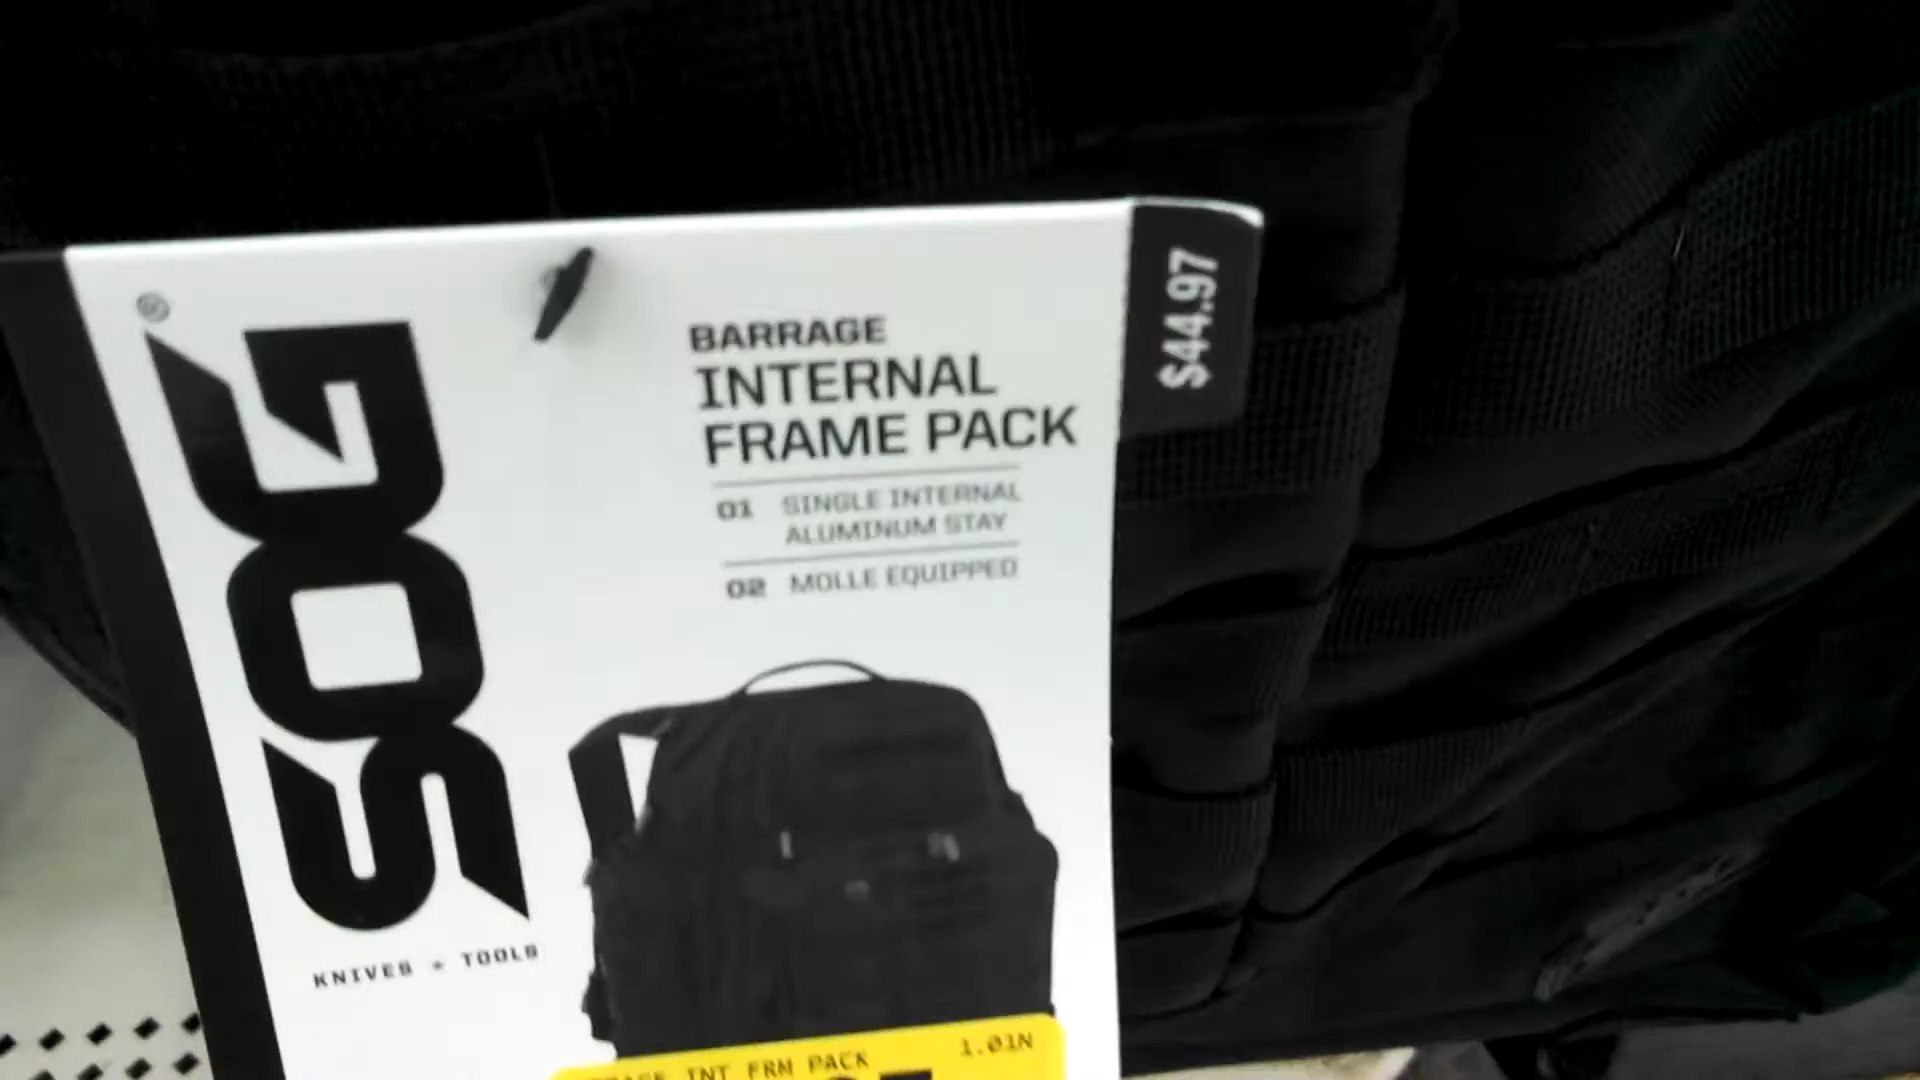 ®
SOG
KNIVES + TOOLS
BARRAGE
INTERNAL
FRAME PACK
01 SINGLE INTERNAL
ALUMINUM STAY
02 MOLLE EQUIPPED
$44.97
INT FRM PACK 1.01N